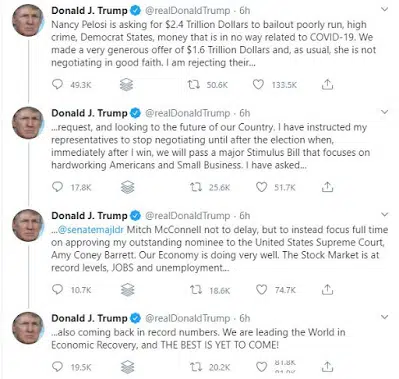 Donald J. Trump @realDonaldTrump · 6h
Nancy Pelosi is asking for $2.4 Trillion Dollars to bailout poorly run, high
crime, Democrat States, money that is in no way related to COVID-19. We
made a very generous offer of $1.6 Trillion Dollars and, as usual, she is not
negotiating in good faith. I am rejecting their...
49.3K 50.6K 133.5K
Donald J. Trump @realDonaldTrump · 6h
...request, and looking to the future of our Country. I have instructed my
representatives to stop negotiating until after the election when,
immediately after I win, we will pass a major Stimulus Bill that focuses on
hardworking Americans and Small Business. I have asked...
17.8K 25.6K 51.7K
Donald J. Trump @realDonaldTrump · 6h
...@senatemajldr Mitch McConnell not to delay, but to instead focus full time
on approving my outstanding nominee to the United States Supreme Court,
Amy Coney Barrett. Our Economy is doing very well. The Stock Market is at
record levels, JOBS and unemployment...
10.7K 18.6K 74.7K
Donald J. Trump @realDonaldTrump · 6h
...also coming back in record numbers. We are leading the World in
Economic Recovery, and THE BEST IS YET TO COME!
19.5K 20.2K